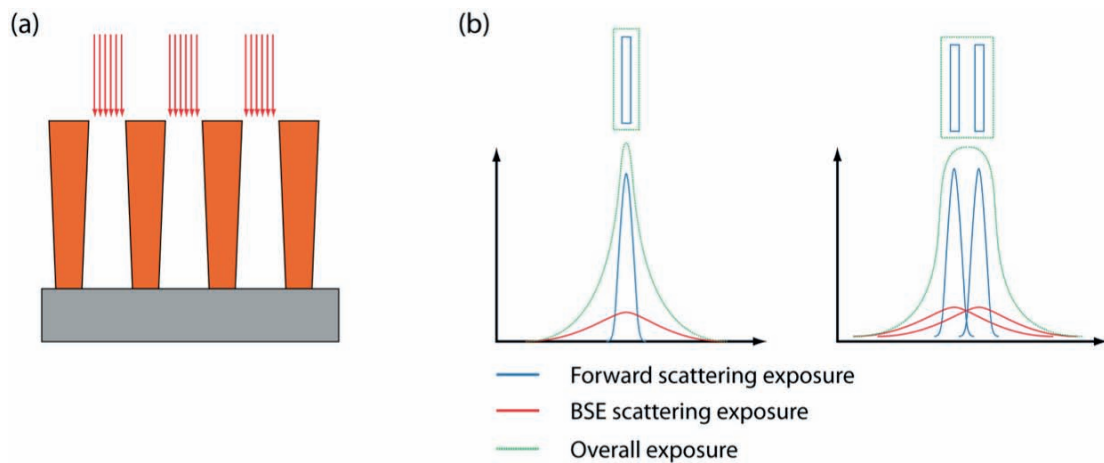 (a)
(b)
Forward scattering exposure
BSE scattering exposure
Overall exposure